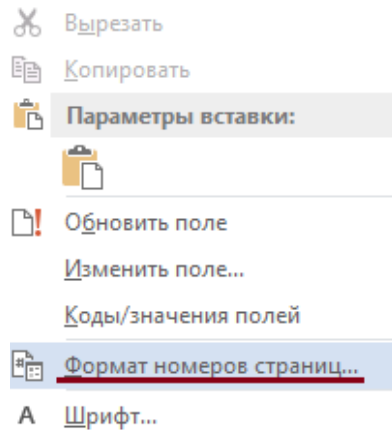 Вырезать
Копировать
Параметры вставки:
Обновить поле
Изменить поле...
Коды/значения полей
Формат номеров страниц...
Шрифт...